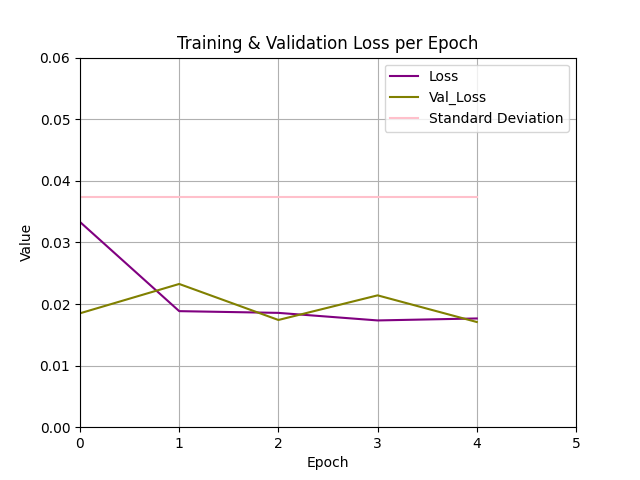 Training & Validation Loss per Epoch
0.06
0.05
0.04
0.03
0.02
0.01
0.00
Value
Loss
Val_Loss
Standard Deviation
0 1 2 3 4 5
Epoch